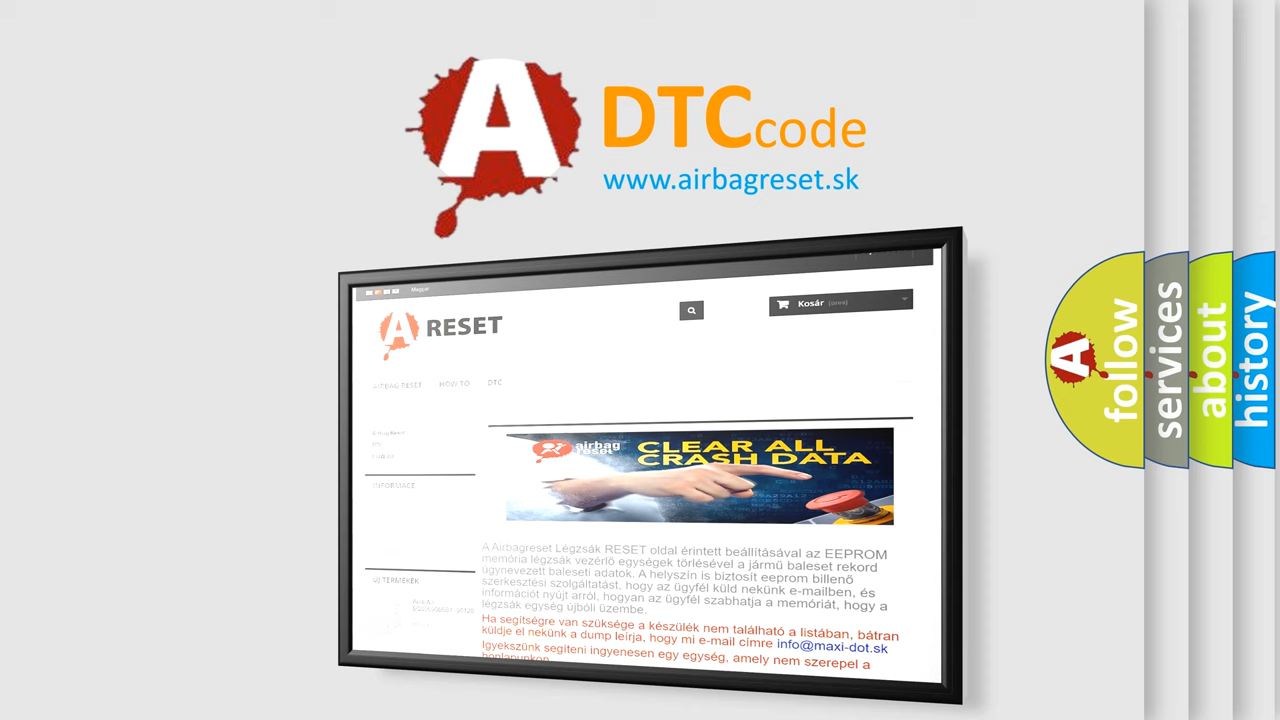 A
DTCcode
www.airbagreset.sk
Magyar
A RESET
Kosár (üres)
AIRBAG RESET HOW TO DTC
INFORMACE
airbag
reset
CLEAR ALL
CRASH DATA
A Airbagreset Légzsák RESET oldal érintett beállításával az EEPROM
memória légzsák vezérlő egységek törlésével a jármű baleset rekord
úgynevezett baleseti adatok. A helyszín is biztosít eeprom billenő
szerkesztési szolgáltatást, hogy az ügyfél küld nekünk e-mailben, és
információt nyújt arról, hogyan az ügyfél szabhatja a memóriát, hogy a
légzsák egység újbóli üzembe.
Ha segítségre van szüksége a készülék nem található a listában, bátran
küldje el nekünk a dump leírja, hogy mi e-mail címre info@maxi-dot.sk
Igyekszünk segíteni ingyenesen egy egység, amely nem szerepel a
honlapunkon
ÚJ TERMÉKEK
A
follow
services
about
history